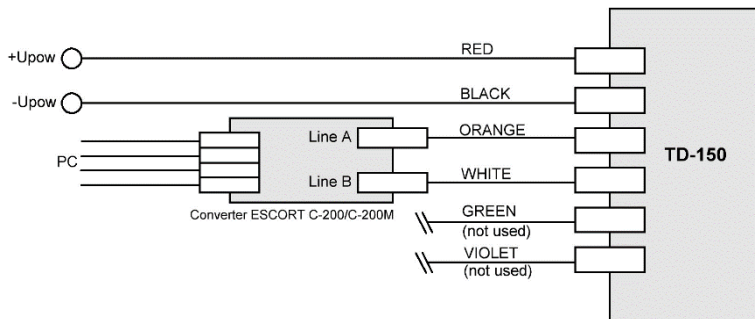 RED
+Upow
BLACK
-Upow
Line A
ORANGE
TD-150
PC
Line B
WHITE
Converter ESCORT C-200/C-200M
GREEN
(not used)
VIOLET
(not used)